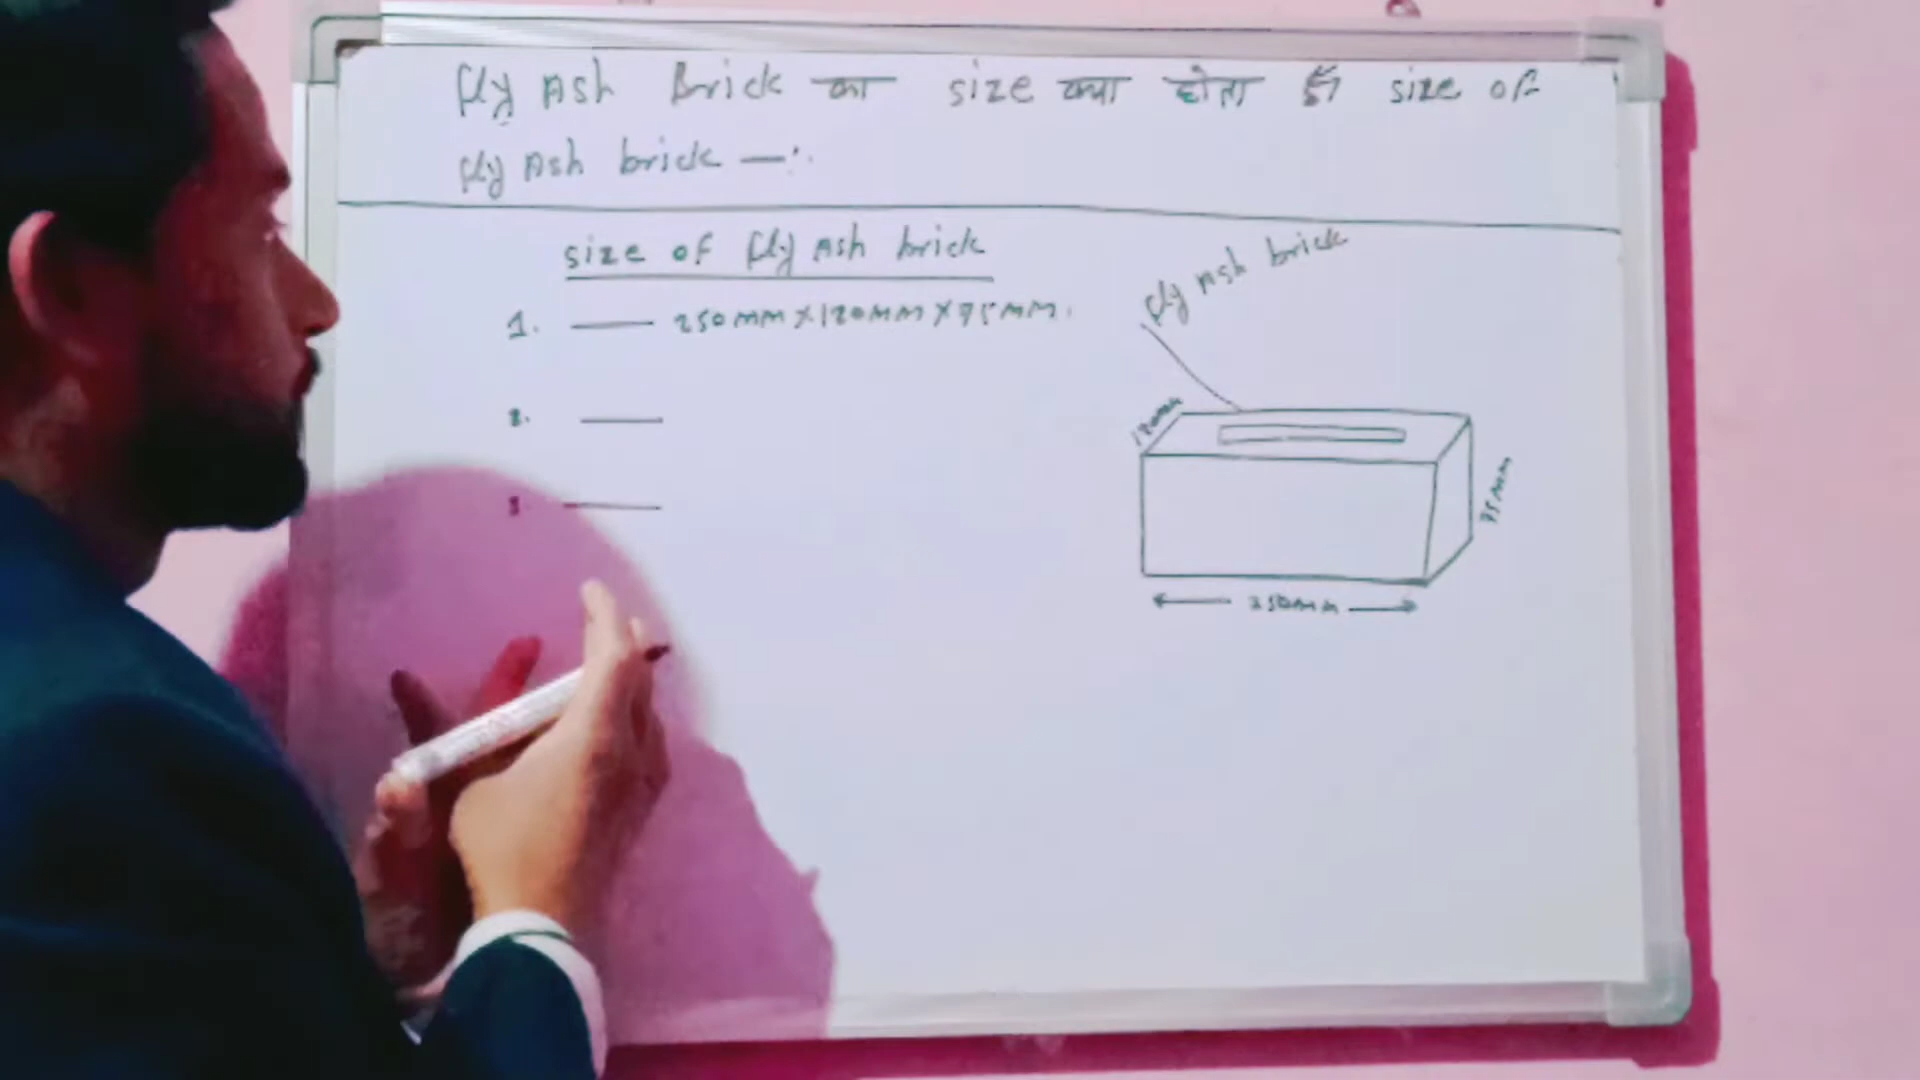 Fly Ash Brick का size क्या होता है size of
Fly Ash brick —:
size of Fly Ash brick
1. —— 250mm X 120mm X 75mm.
2. ——
3. ——
Fly Ash brick
120mm
75mm
250mm